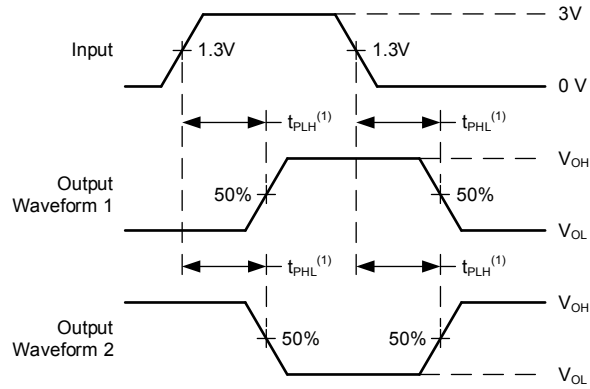 3V
Input
1.3V
1.3V
0 V
tPLH(1)
tPHL(1)
VOH
Output
Waveform 1
50%
50%
VOL
tPHL(1)
tPLH(1)
VOH
Output
Waveform 2
50%
50%
VOL